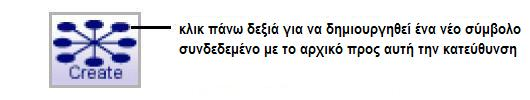 κλικ πάνω δεξιά για να δημιουργηθεί ένα νέο σύμβολο
συνδεδεμένο με το αρχικό προς αυτή την κατεύθυνση
Create